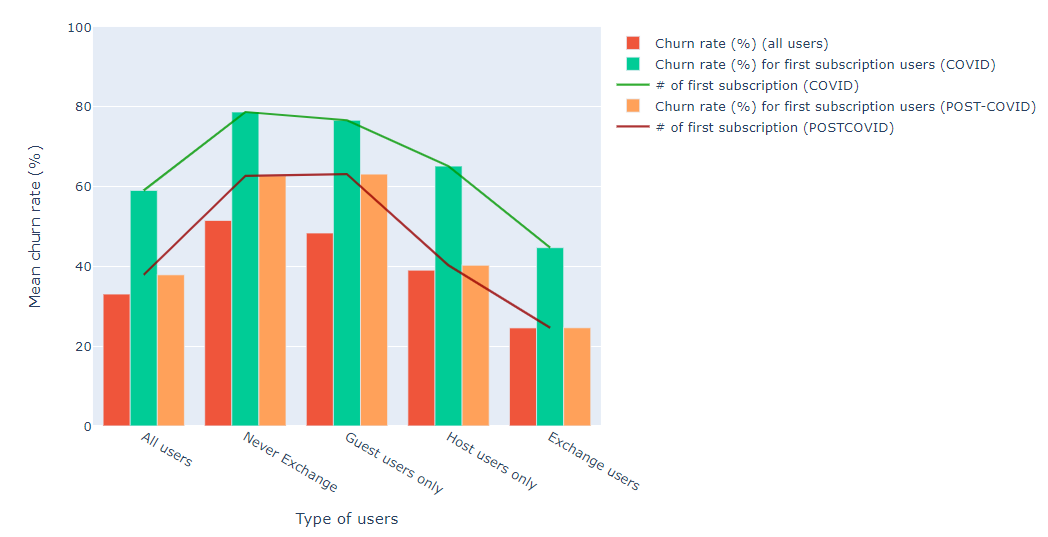 100
80
60
40
20
0
Mean churn rate (%)
All users
Never Exchange
Guest users only
Host users only
Exchange users
Type of users
Churn rate (%) (all users)
Churn rate (%) for first subscription users (COVID)
# of first subscription (COVID)
Churn rate (%) for first subscription users (POST-COVID)
# of first subscription (POSTCOVID)